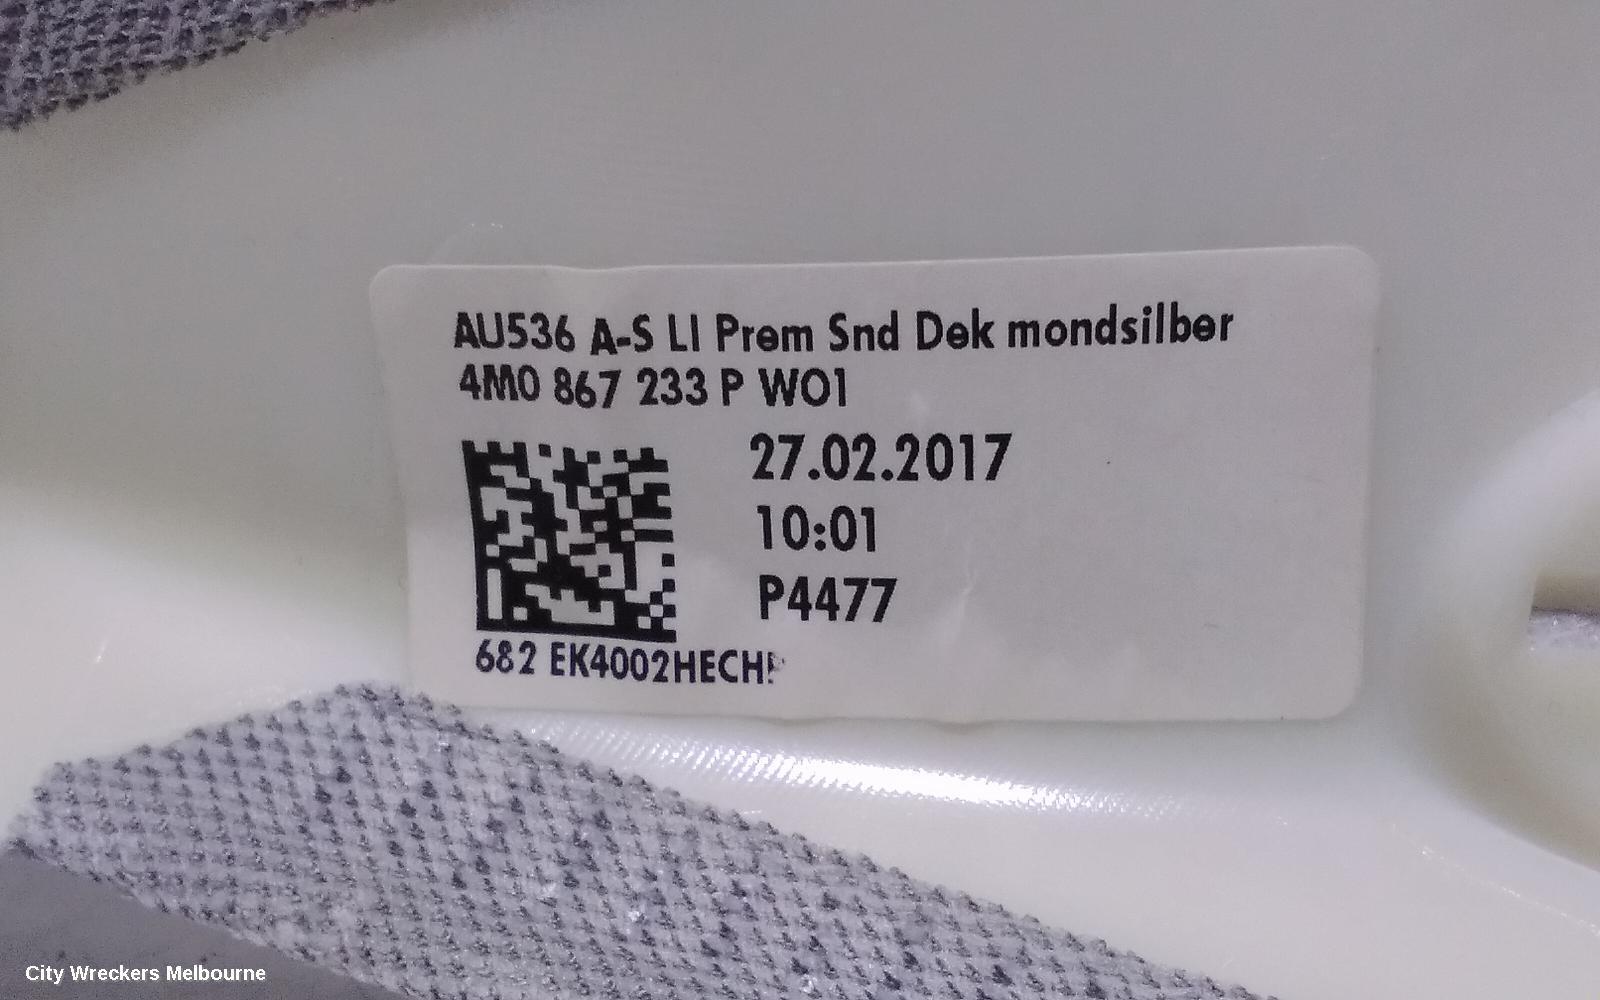 AU536 A-S LI Prem Snd Dek mondsilber
4M0 867 233 P WO1
27.02.2017
10:01
P4477
682
City Wreckers Melbourne